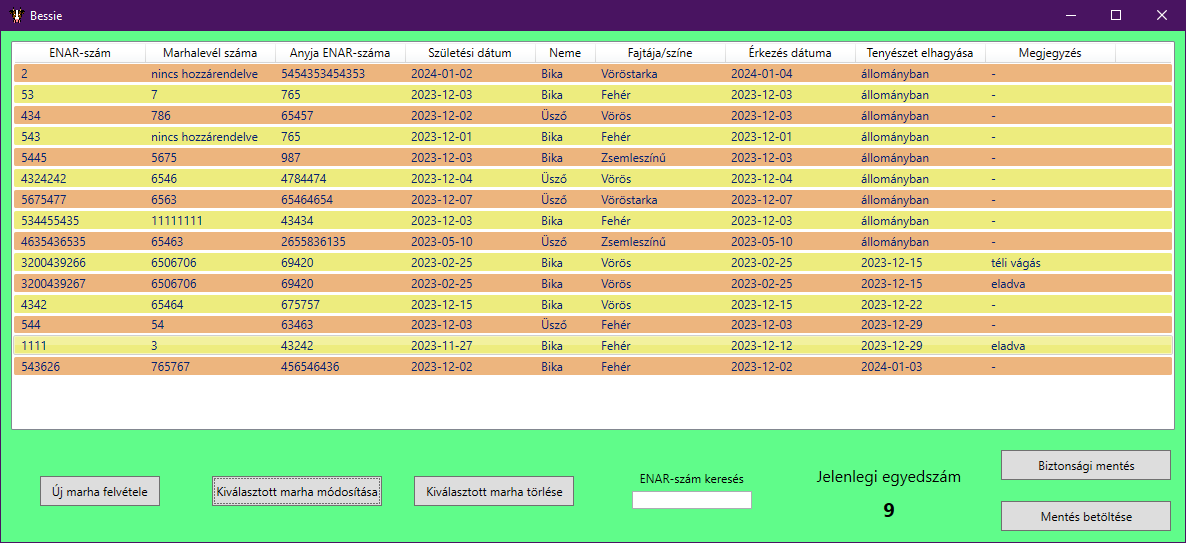 Bessie
ENAR-szám Marhalevél száma Anyja ENAR-száma Születési dátum Neme Fajtája/színe Érkezés dátuma Tenyészet elhagyása Megjegyzés
2 nincs hozzárendelve 5454353454353 2024-01-02 Bika Vöröstarka 2024-01-04 állományban -
53 7 765 2023-12-03 Bika Fehér 2023-12-03 állományban -
434 786 65457 2023-12-02 Üsző Vörös 2023-12-03 állományban -
543 nincs hozzárendelve 765 2023-12-01 Bika Fehér 2023-12-01 állományban -
5445 5675 987 2023-12-03 Bika Zsemleszínű 2023-12-03 állományban -
4324242 6546 4784474 2023-12-04 Üsző Vörös 2023-12-04 állományban -
5675477 6563 65464654 2023-12-07 Üsző Vöröstarka 2023-12-07 állományban -
534455435 11111111 43434 2023-12-03 Bika Fehér 2023-12-03 állományban -
4635436535 65463 2655836135 2023-05-10 Üsző Zsemleszínű 2023-05-10 állományban -
3200439266 6506706 69420 2023-02-25 Bika Vörös 2023-02-25 2023-12-15 téli vágás
3200439267 6506706 69420 2023-02-25 Bika Vörös 2023-02-25 2023-12-15 eladva
4342 65464 675757 2023-12-15 Bika Vörös 2023-12-15 2023-12-22 -
544 54 63463 2023-12-03 Üsző Fehér 2023-12-03 2023-12-29 -
1111 3 43242 2023-11-27 Bika Fehér 2023-12-12 2023-12-29 eladva
543626 765767 456546436 2023-12-02 Bika Fehér 2023-12-02 2024-01-03 -
Új marha felvétele
Kiválasztott marha módosítása
Kiválasztott marha törlése
ENAR-szám keresés
Jelenlegi egyedszám
9
Biztonsági mentés
Mentés betöltése